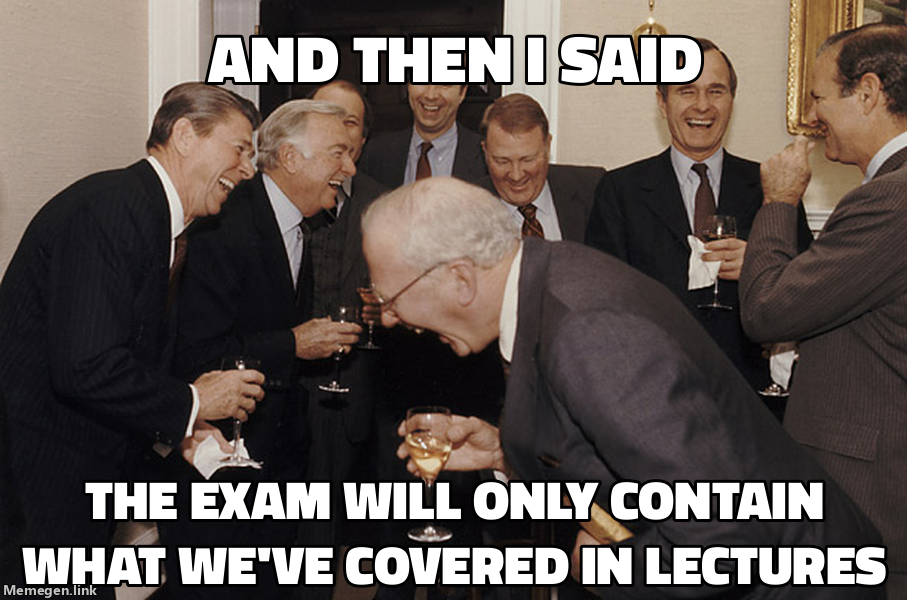 AND THEN I SAID
THE EXAM WILL ONLY CONTAIN
WHAT WE'VE COVERED IN LECTURES
Memegen.link